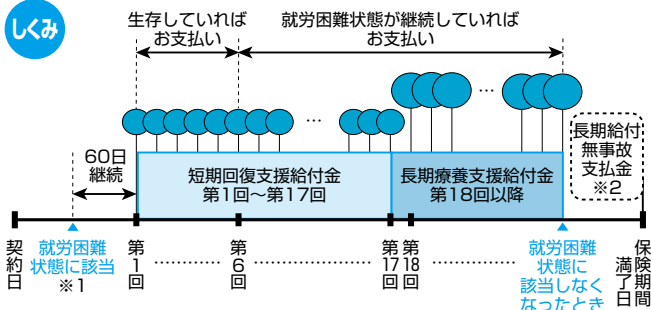 しくみ
生存していれば
お支払い
就労困難状態が継続していれば
お支払い
…
…
60日
継続
短期回復支援給付金
第1回～第17回
長期療養支援給付金
第18回以降
長期給付
無事故
支払金
※2
契約日
就労困難
状態に該当
※1
第1回
…………
第6回
……………………
第17回
第18回
…………
就労困難
状態に
該当しなく
なったとき
保険期間
満了日